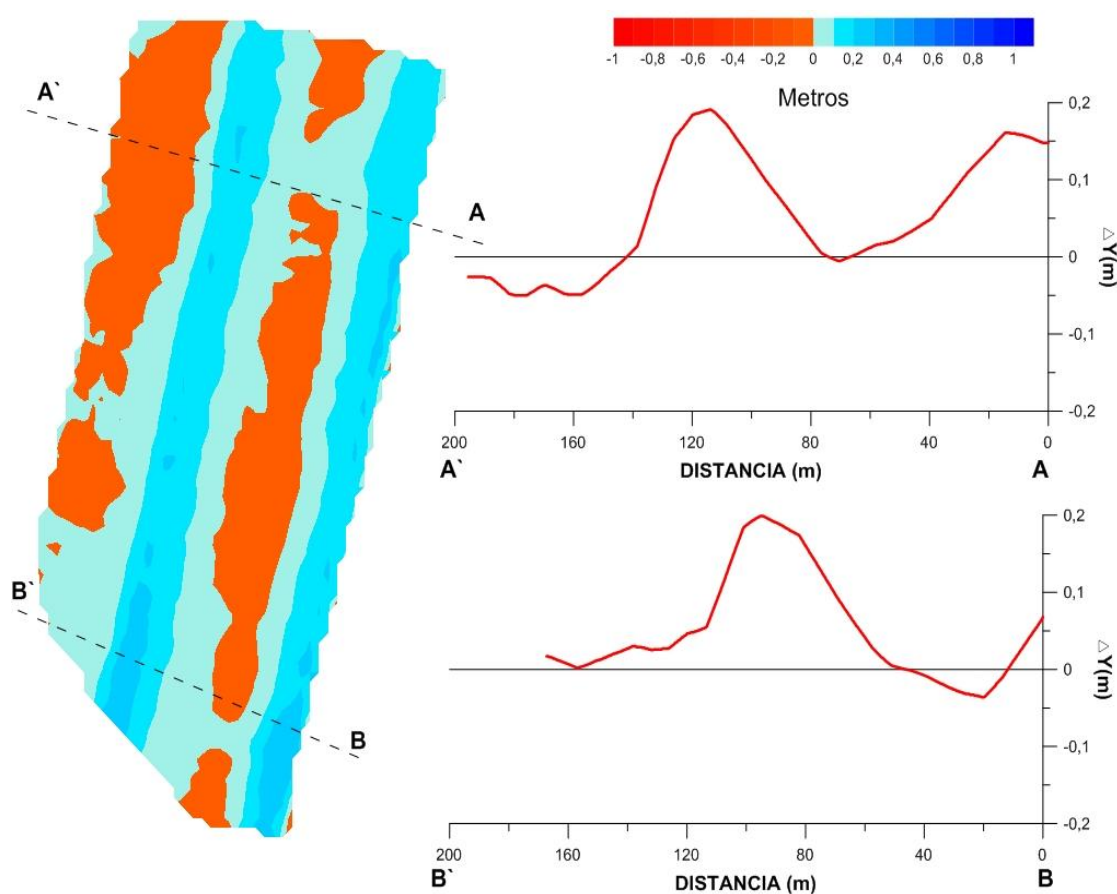 -1 -0,8 -0,6 -0,4 -0,2 0 0,2 0,4 0,6 0,8 1
Metros
A`
A
B`
B
0,2
0,1
0
-0,1
-0,2
△Y(m)
200 160 120 80 40 0
A` DISTANCIA (m) A
0,2
0,1
0
-0,1
-0,2
△Y(m)
200 160 120 80 40 0
B` DISTANCIA (m) B